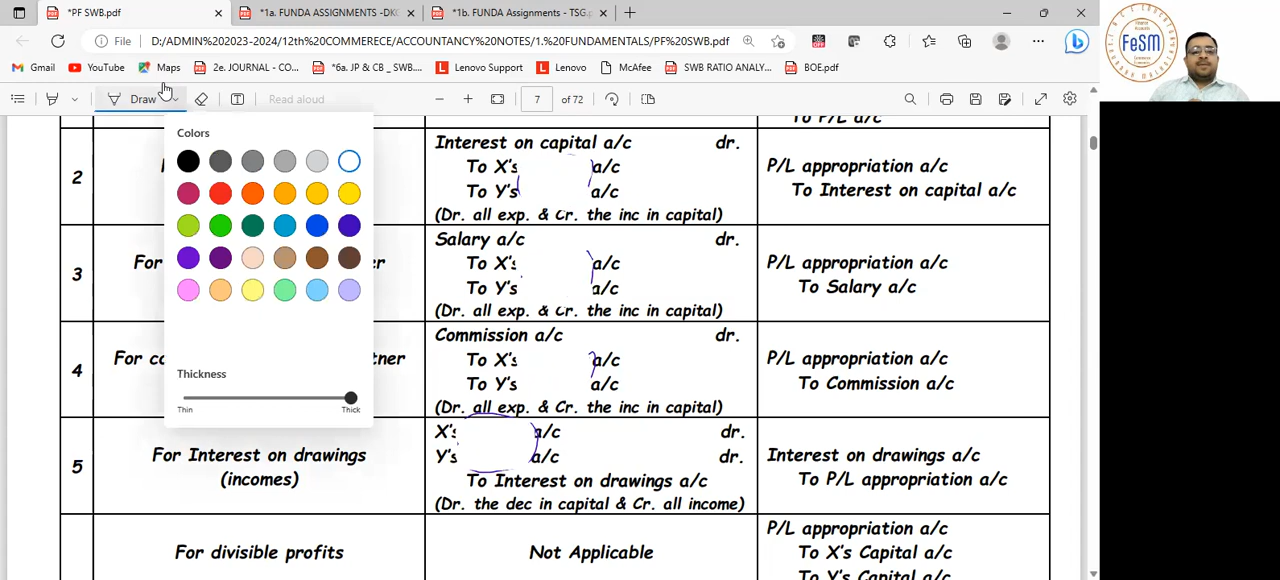 *PF SWB.pdf
*1a. FUNDA ASSIGNMENTS -DKG
*1b. FUNDA Assignments - TSG.p
File
D:/ADMIN%202023-2024/12th%20COMMERECE/ACCOUNTANCE%20NOTES/1.%20FUNDAMENTALS/PF%20SWB.pdf
OFF
Gmail
YouTube
Maps
2e. JOURNAL - CO...
*6a. JP & CB _ SWB....
Lenovo Support
Lenovo
McAfee
SWB RATIO ANALY...
BOE.pdf
Draw
Read aloud
7
of 72
FeSM
Colors
Thickness
Thin
Thick
To P/L a/c
2
Interest on capital a/c dr.
To X's a/c
To Y's a/c
(Dr. all exp. & Cr. the inc in capital)
P/L appropriation a/c
To Interest on capital a/c
3
For
Salary a/c dr.
To X's a/c
To Y's a/c
(Dr. all exp. & Cr. the inc in capital)
P/L appropriation a/c
To Salary a/c
4
For
Commission a/c dr.
To X's a/c
To Y's a/c
(Dr. all exp. & Cr. the inc in capital)
P/L appropriation a/c
To Commission a/c
5
For Interest on drawings
(incomes)
X's a/c dr.
Y's a/c dr.
To Interest on drawings a/c
(Dr. the dec in capital & Cr. all income)
Interest on drawings a/c
To P/L appropriation a/c
For divisible profits
Not Applicable
P/L appropriation a/c
To X's Capital a/c
To Y's Capital a/c